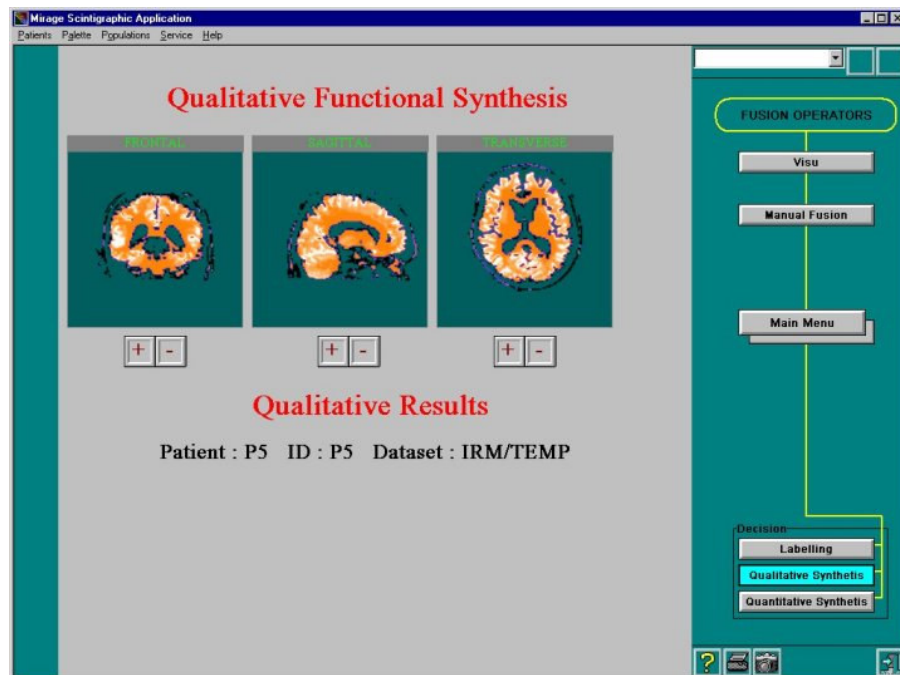 Mirage Scintigraphic Application
Patients Palette Populations Service Help
Qualitative Functional Synthesis
FRONTAL SAGITTAL TRANSVERSE
+ - + - + -
Qualitative Results
Patient : P5 ID : P5 Dataset : IRM/TEMP
FUSION OPERATORS
Visu
Manual Fusion
Main Menu
Decision
Labelling
Qualitative Synthetis
Quantitative Synthetis
?